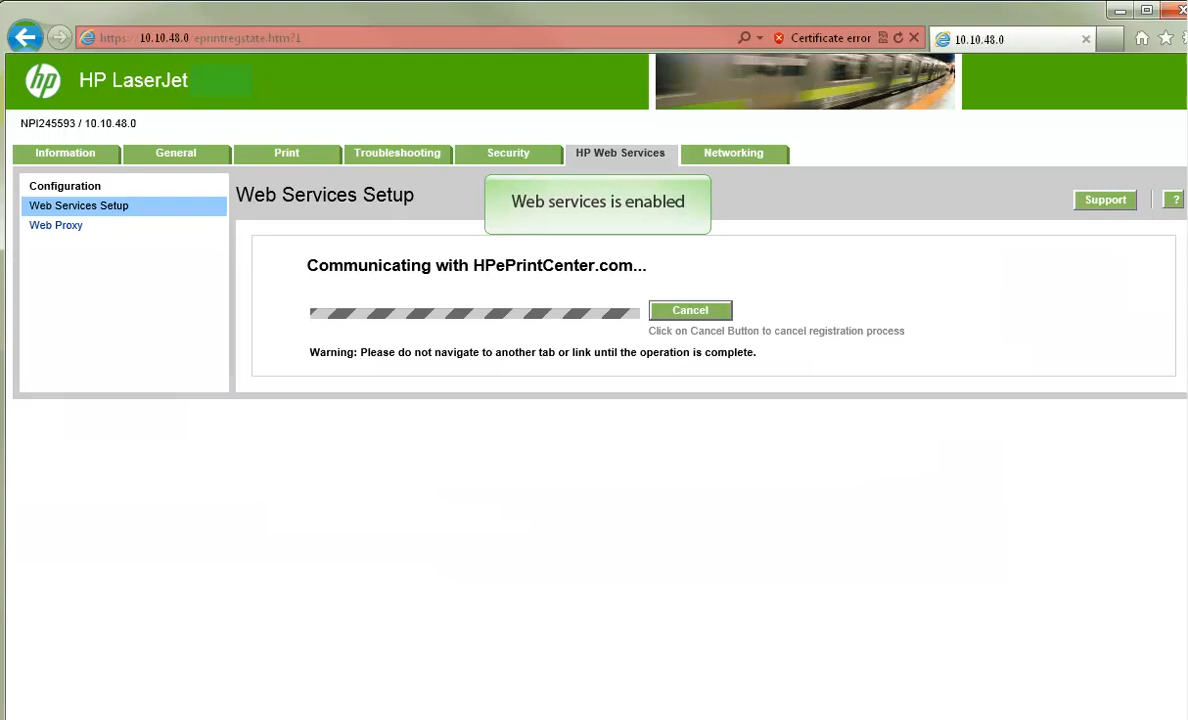 https://10.10.48.0/eprintregstate.htm?1
Certificate error
10.10.48.0
hp
HP LaserJet
NPI245593 / 10.10.48.0
Information
General
Print
Troubleshooting
Security
HP Web Services
Networking
Configuration
Web Services Setup
Web Proxy
Web Services Setup
Web services is enabled
Support
?
Communicating with HPePrintCenter.com...
Cancel
Click on Cancel Button to cancel registration process
Warning: Please do not navigate to another tab or link until the operation is complete.